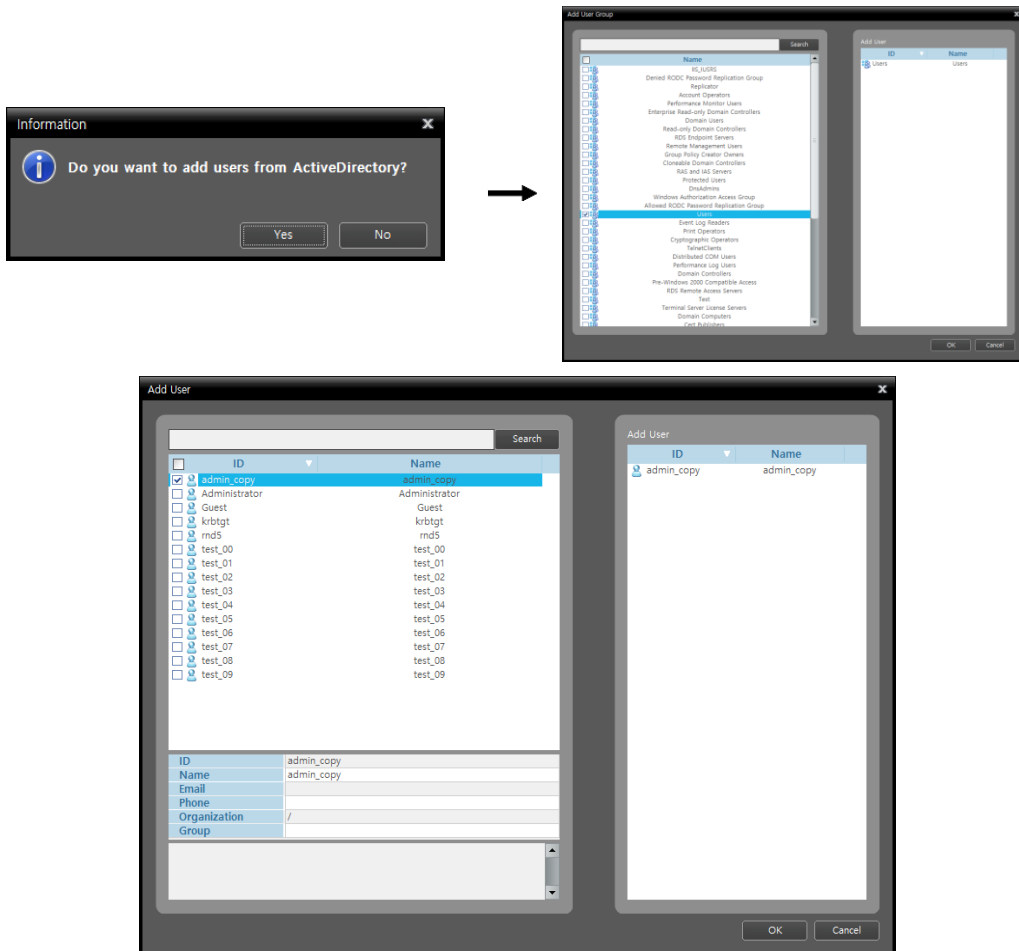 Information
Do you want to add users from ActiveDirectory?
Yes No
Add User Group
Search
Name
IIS_IUSRS
Denied RODC Password Replication Group
Replicator
Account Operators
Performance Monitor Users
Enterprise Read-only Domain Controllers
Domain Users
Read-only Domain Controllers
RDS Endpoint Servers
Remote Management Users
Group Policy Creator Owners
Cloneable Domain Controllers
RAS and IAS Servers
Protected Users
DnsAdmins
Windows Authorization Access Group
Allowed RODC Password Replication Group
Users
Event Log Readers
Print Operators
Cryptographic Operators
TelnetClients
Distributed COM Users
Performance Log Users
Domain Controllers
Pre-Windows 2000 Compatible Access
RDS Remote Access Servers
Test
Terminal Server License Servers
Domain Computers
Cert Publishers
Add User
ID Name
Users Users
OK Cancel
Add User
Search
ID Name
admin_copy admin_copy
Administrator Administrator
Guest Guest
krbtgt krbtgt
rnd5 rnd5
test_00 test_00
test_01 test_01
test_02 test_02
test_03 test_03
test_04 test_04
test_05 test_05
test_06 test_06
test_07 test_07
test_08 test_08
test_09 test_09
ID admin_copy
Name admin_copy
Email
Phone
Organization /
Group
Add User
ID Name
admin_copy admin_copy
OK Cancel